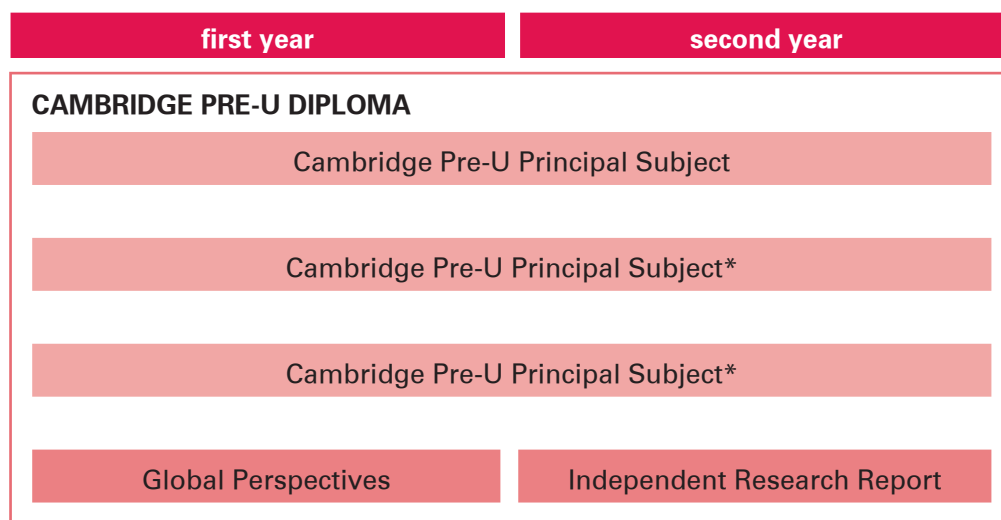 first year
second year
CAMBRIDGE PRE-U DIPLOMA
Cambridge Pre-U Principal Subject
Cambridge Pre-U Principal Subject*
Cambridge Pre-U Principal Subject*
Global Perspectives
Independent Research Report